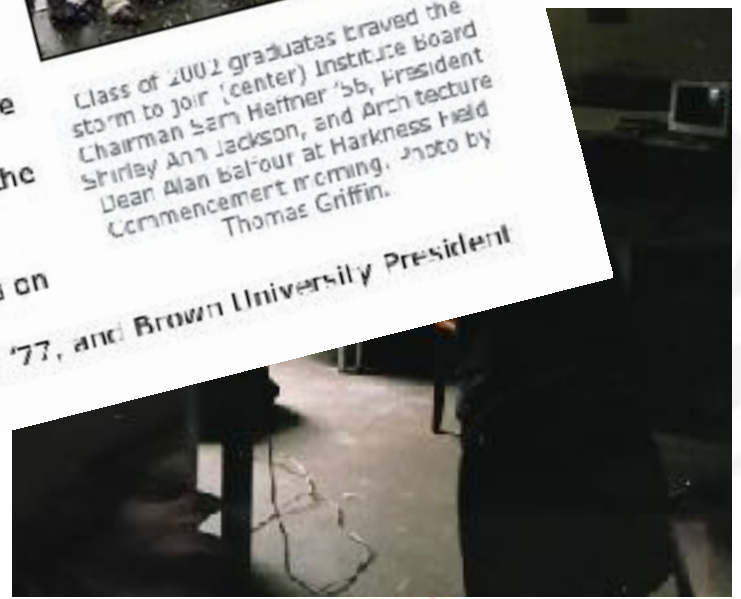 e
Class of 2002 graduates braved the
storm to join (center) Institute Board
Chairman Sam Heffner '56, President
the
Shirley Ann Jackson, and Architecture
Dean Alan Balfour at Harkness Field
Commencement morning. Photo by
Thomas Griffin.
on
'77, and Brown University President